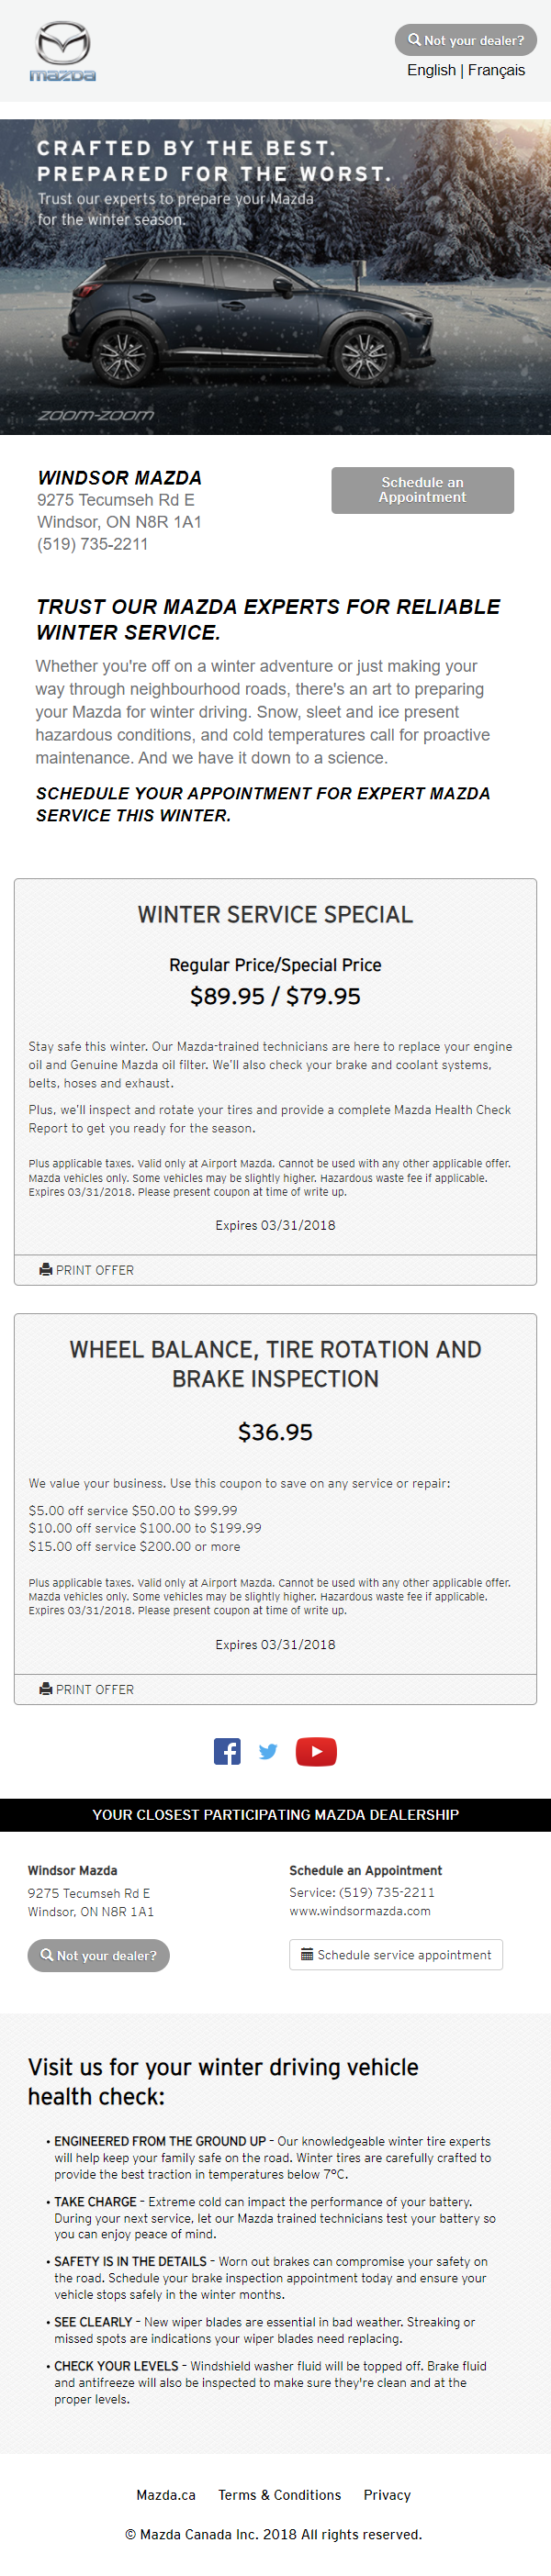 mazda
Not your dealer?
English | Français
CRAFTED BY THE BEST.
PREPARED FOR THE WORST.
Trust our experts to prepare your Mazda
for the winter season.
zoom-zoom
WINDSOR MAZDA
9275 Tecumseh Rd E
Windsor, ON N8R 1A1
(519) 735-2211
Schedule an
Appointment
TRUST OUR MAZDA EXPERTS FOR RELIABLE
WINTER SERVICE.
Whether you're off on a winter adventure or just making your
way through neighbourhood roads, there's an art to preparing
your Mazda for winter driving. Snow, sleet and ice present
hazardous conditions, and cold temperatures call for proactive
maintenance. And we have it down to a science.
SCHEDULE YOUR APPOINTMENT FOR EXPERT MAZDA
SERVICE THIS WINTER.
WINTER SERVICE SPECIAL
Regular Price/Special Price
$89.95 / $79.95
Stay safe this winter. Our Mazda-trained technicians are here to replace your engine
oil and Genuine Mazda oil filter. We'll also check your brake and coolant systems,
belts, hoses and exhaust.
Plus, we'll inspect and rotate your tires and provide a complete Mazda Health Check
Report to get you ready for the season.
Plus applicable taxes. Valid only at Airport Mazda. Cannot be used with any other applicable offer.
Mazda vehicles only. Some vehicles may be slightly higher. Hazardous waste fee if applicable.
Expires 03/31/2018. Please present coupon at time of write up.
Expires 03/31/2018
PRINT OFFER
WHEEL BALANCE, TIRE ROTATION AND
BRAKE INSPECTION
$36.95
We value your business. Use this coupon to save on any service or repair:
$5.00 off service $50.00 to $99.99
$10.00 off service $100.00 to $199.99
$15.00 off service $200.00 or more
Plus applicable taxes. Valid only at Airport Mazda. Cannot be used with any other applicable offer.
Mazda vehicles only. Some vehicles may be slightly higher. Hazardous waste fee if applicable.
Expires 03/31/2018. Please present coupon at time of write up.
Expires 03/31/2018
PRINT OFFER
YOUR CLOSEST PARTICIPATING MAZDA DEALERSHIP
Windsor Mazda
9275 Tecumseh Rd E
Windsor, ON N8R 1A1
Not your dealer?
Schedule an Appointment
Service: (519) 735-2211
www.windsormazda.com
Schedule service appointment
Visit us for your winter driving vehicle
health check:
• ENGINEERED FROM THE GROUND UP - Our knowledgeable winter tire experts
will help keep your family safe on the road. Winter tires are carefully crafted to
provide the best traction in temperatures below 7°C.
• TAKE CHARGE - Extreme cold can impact the performance of your battery.
During your next service, let our Mazda trained technicians test your battery so
you can enjoy peace of mind.
• SAFETY IS IN THE DETAILS - Worn out brakes can compromise your safety on
the road. Schedule your brake inspection appointment today and ensure your
vehicle stops safely in the winter months.
• SEE CLEARLY - New wiper blades are essential in bad weather. Streaking or
missed spots are indications your wiper blades need replacing.
• CHECK YOUR LEVELS - Windshield washer fluid will be topped off. Brake fluid
and antifreeze will also be inspected to make sure they're clean and at the
proper levels.
Mazda.ca Terms & Conditions Privacy
© Mazda Canada Inc. 2018 All rights reserved.